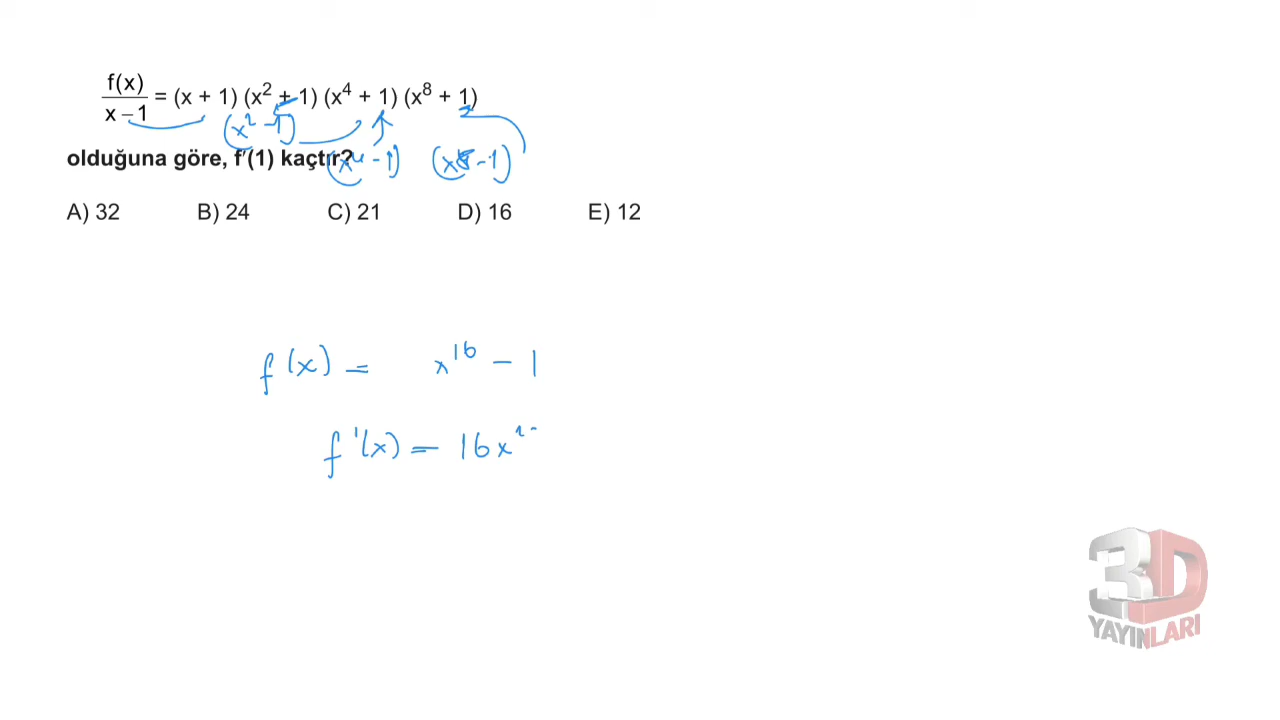 f(x)
x – 1 = (x + 1) (x² + 1) (x⁴ + 1) (x⁸ + 1)
(x² - 1)
olduğuna göre, f'(1) kaçtır?
(x⁴ - 1) (x⁸ - 1)
A) 32 B) 24 C) 21 D) 16 E) 12
f(x) = x¹⁶ - 1
f'(x) = 16x
3D
YAYINLARI